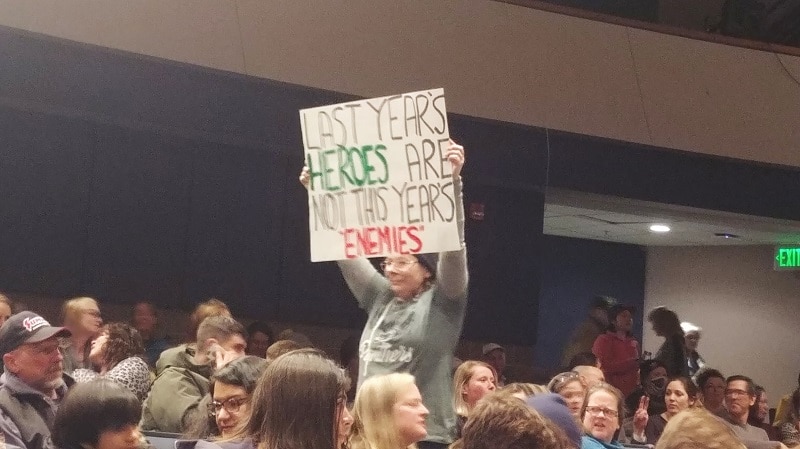 LAST YEAR'S
HEROES ARE
NOT THIS YEAR'S
"ENEMIES"
EXIT